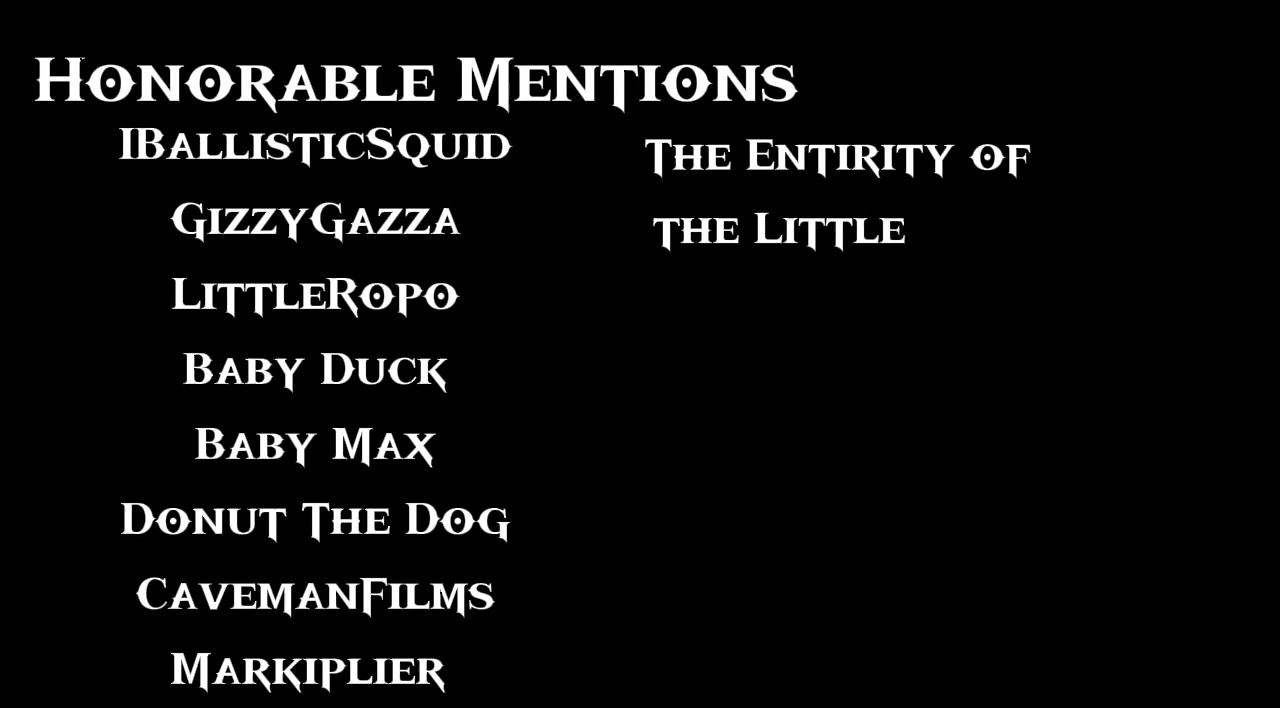 Honorable Mentions
IBallisticSquid
GizzyGazza
LittleRopo
Baby Duck
Baby Max
Donut The Dog
CavemanFilms
Markiplier
The Entirity of
the Little